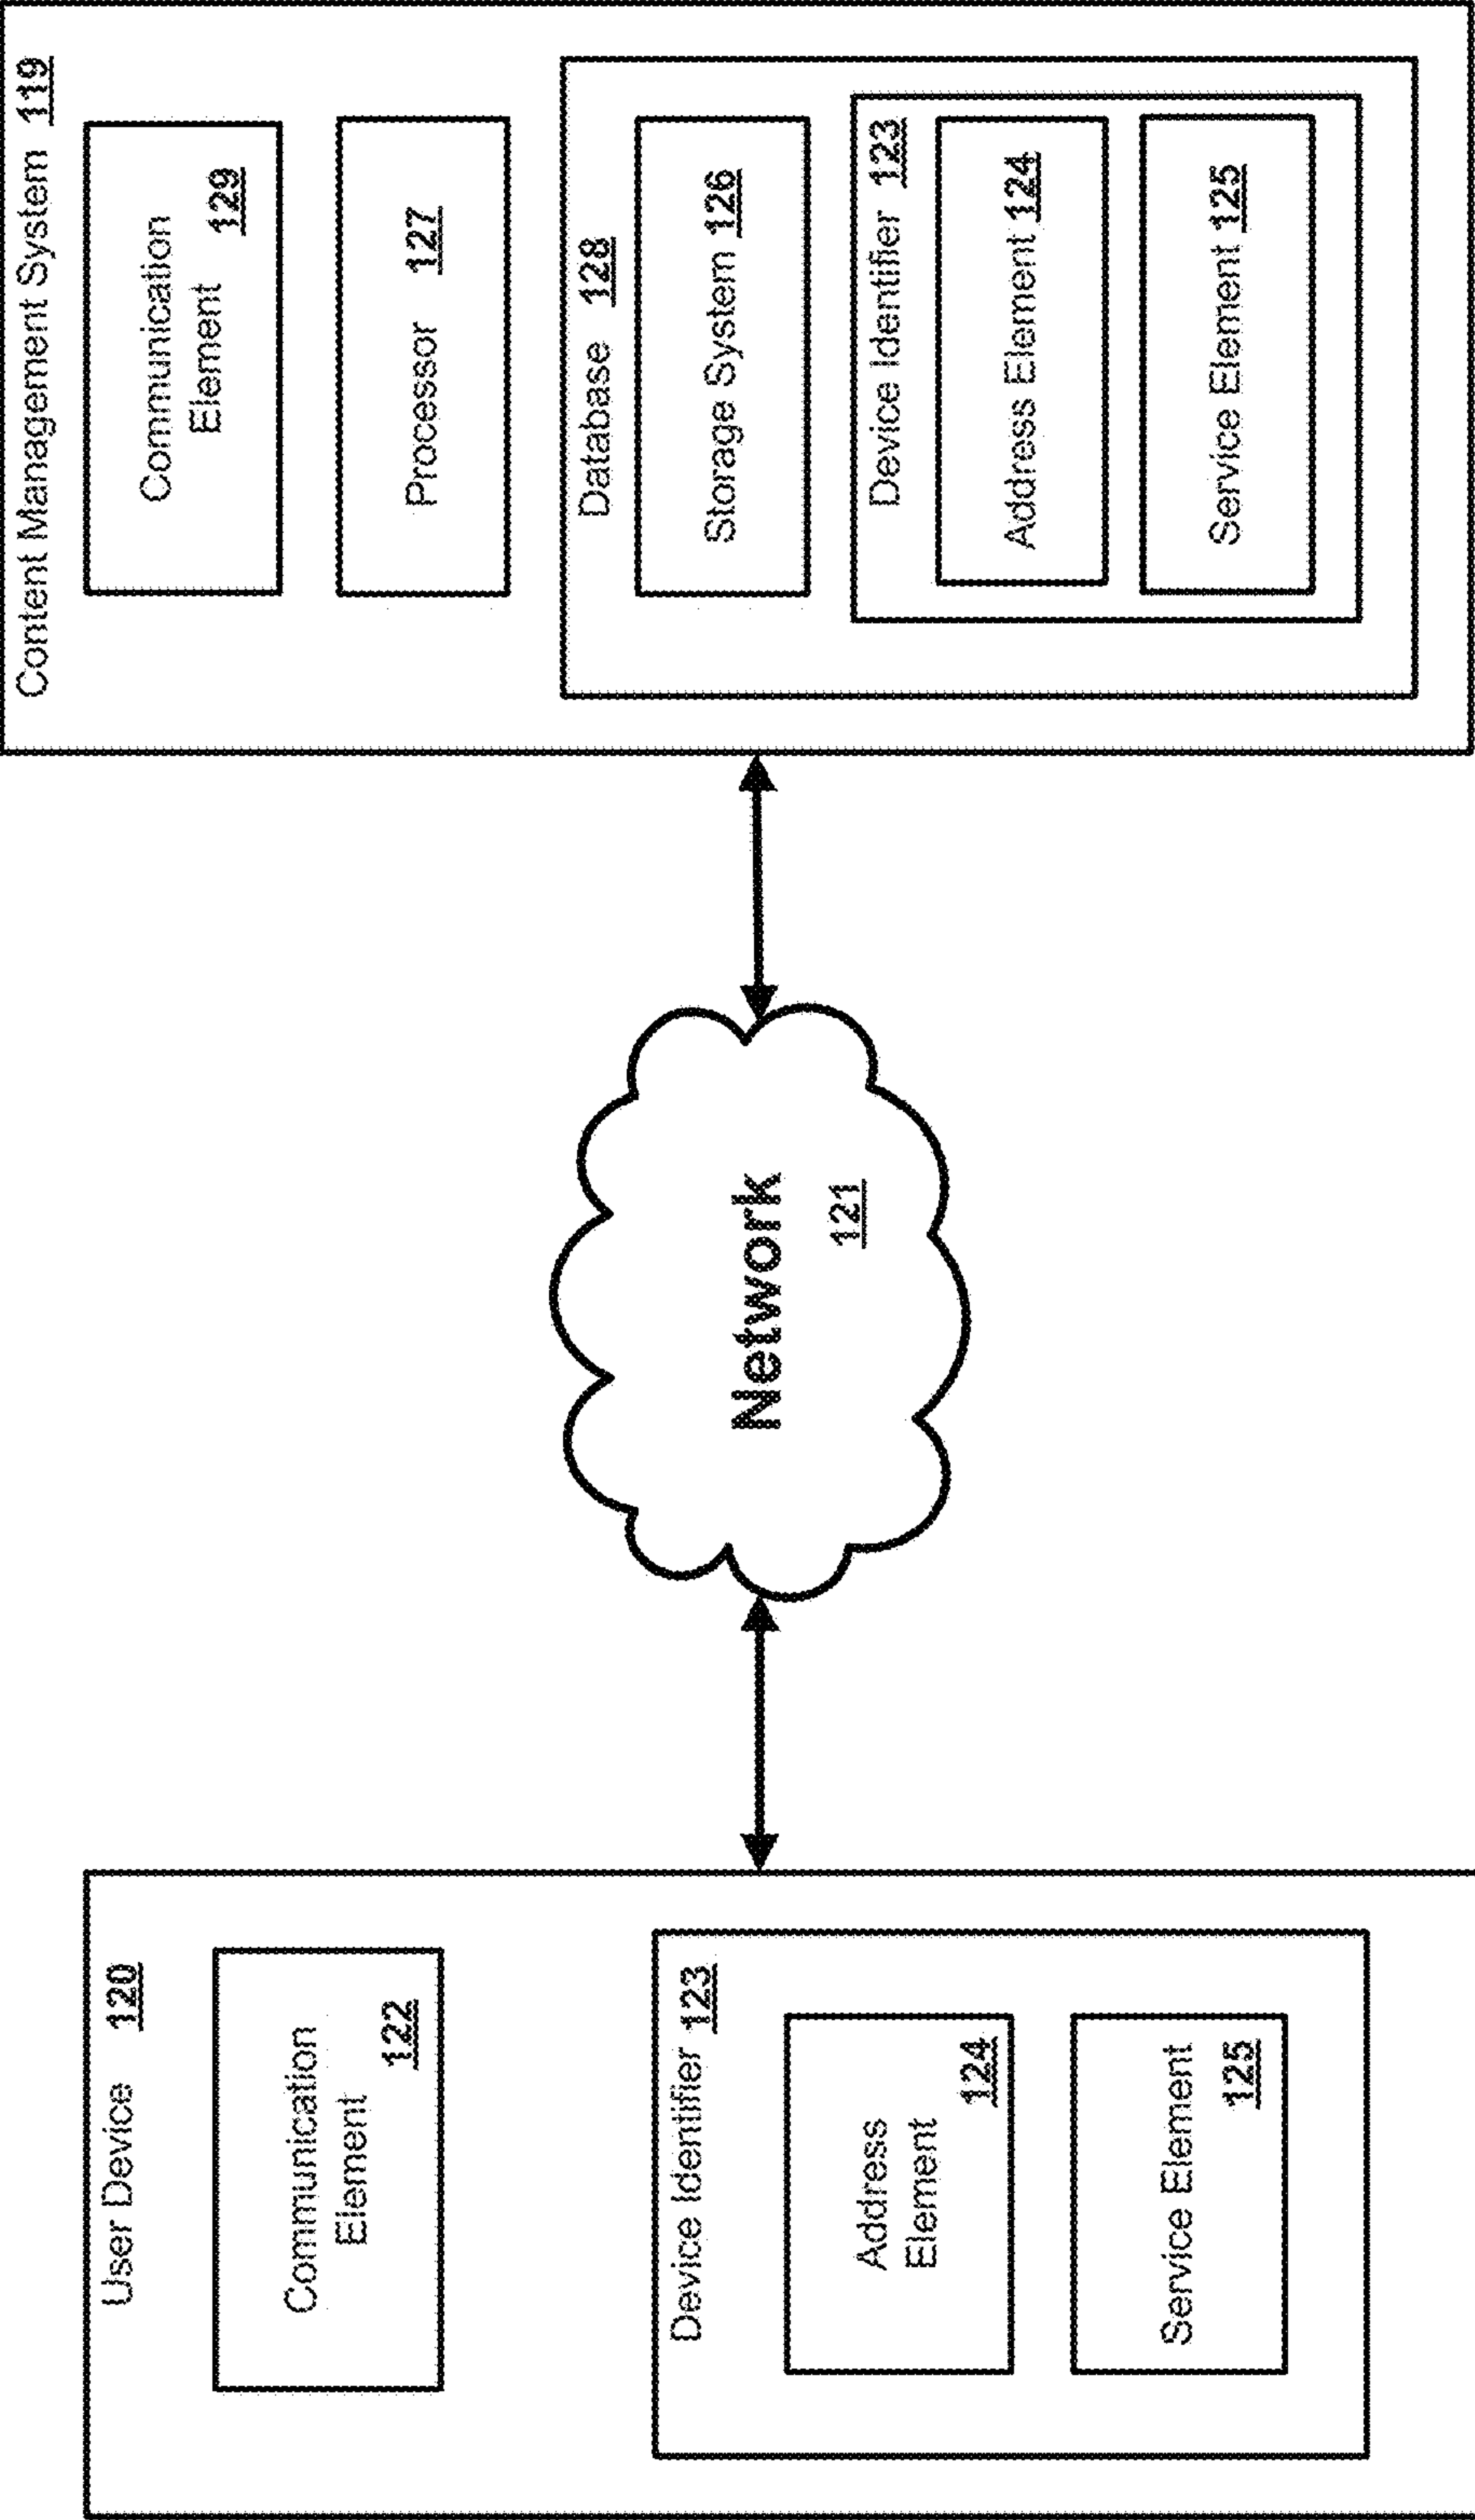 User Device 120
Communication
Element
122
Device Identifier 123
Address
Element
124
Service Element
125
Network
121
Content Management System 119
Communication
Element 129
Processor 127
Database 128
Storage System 126
Device Identifier 123
Address Element 124
Service Element 125